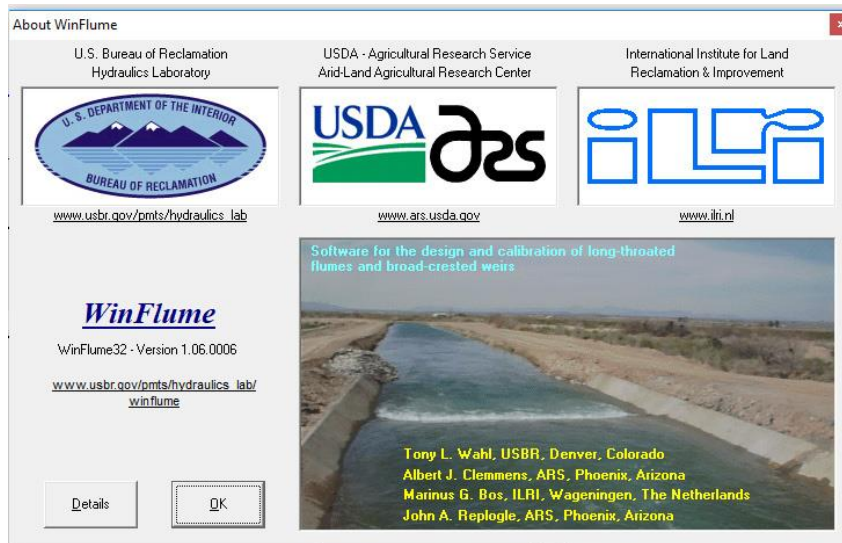 About WinFlume
U.S. Bureau of Reclamation
Hydraulics Laboratory
USDA - Agricultural Research Service
Arid-Land Agricultural Research Center
International Institute for Land
Reclamation & Improvement
U. S. DEPARTMENT OF THE INTERIOR
BUREAU OF RECLAMATION
USDA
ars
ilri
www.usbr.gov/pmts/hydraulics_lab
www.ars.usda.gov
www.ilri.nl
WinFlume
WinFlume32 - Version 1.06.0006
www.usbr.gov/pmts/hydraulics_lab/
winflume
Details
OK
Software for the design and calibration of long-throated
flumes and broad-crested weirs
Tony L. Wahl, USBR, Denver, Colorado
Albert J. Clemmens, ARS, Phoenix, Arizona
Marinus G. Bos, ILRI, Wageningen, The Netherlands
John A. Replogle, ARS, Phoenix, Arizona